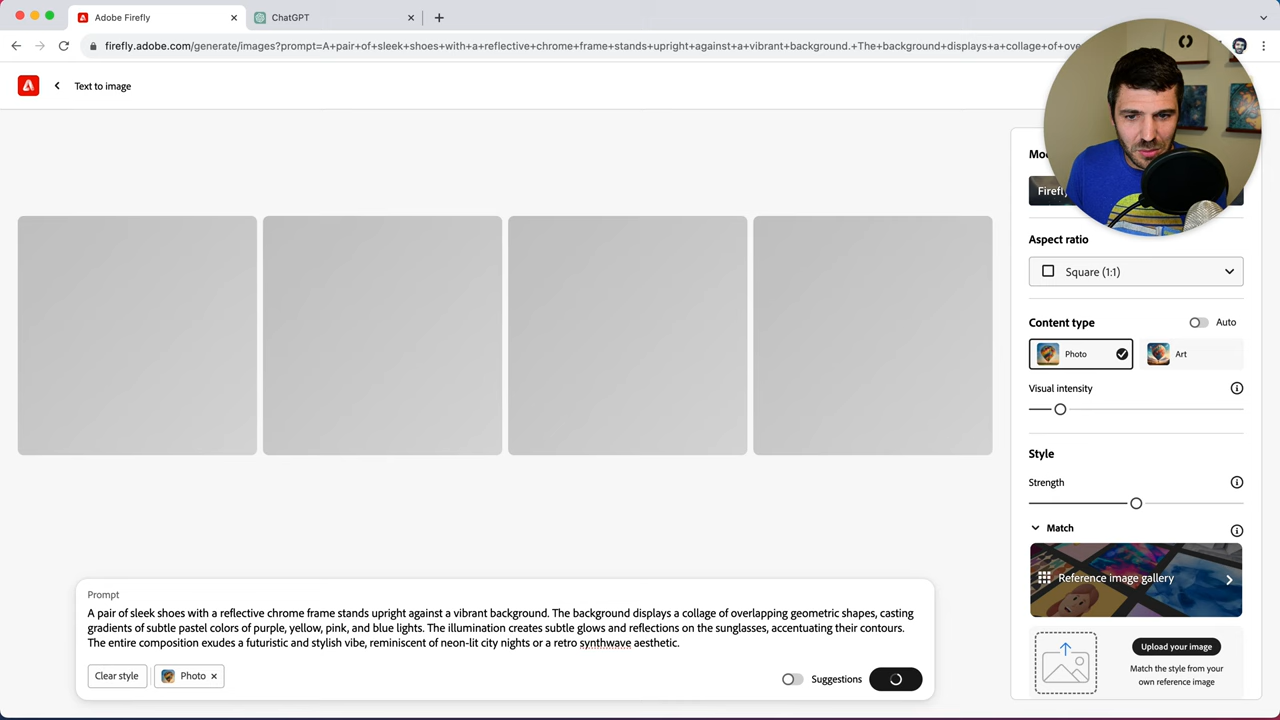 Adobe Firefly
ChatGPT
firefly.adobe.com/generate/images?prompt=A+pair+of+sleek+shoes+with+a+reflective+chrome+frame+stands+upright+against+a+vibrant+background.+The+background+displays+a+collage+of+ove
Text to image
Aspect ratio
Square (1:1)
Content type
Auto
Photo
Art
Visual intensity
Style
Strength
Match
Reference image gallery
Upload your image
Match the style from your
own reference image
Prompt
A pair of sleek shoes with a reflective chrome frame stands upright against a vibrant background. The background displays a collage of overlapping geometric shapes, casting
gradients of subtle pastel colors of purple, yellow, pink, and blue lights. The illumination creates subtle glows and reflections on the sunglasses, accentuating their contours.
The entire composition exudes a futuristic and stylish vibe, reminiscent of neon-lit city nights or a retro synthwave aesthetic.
Clear style
Photo
Suggestions